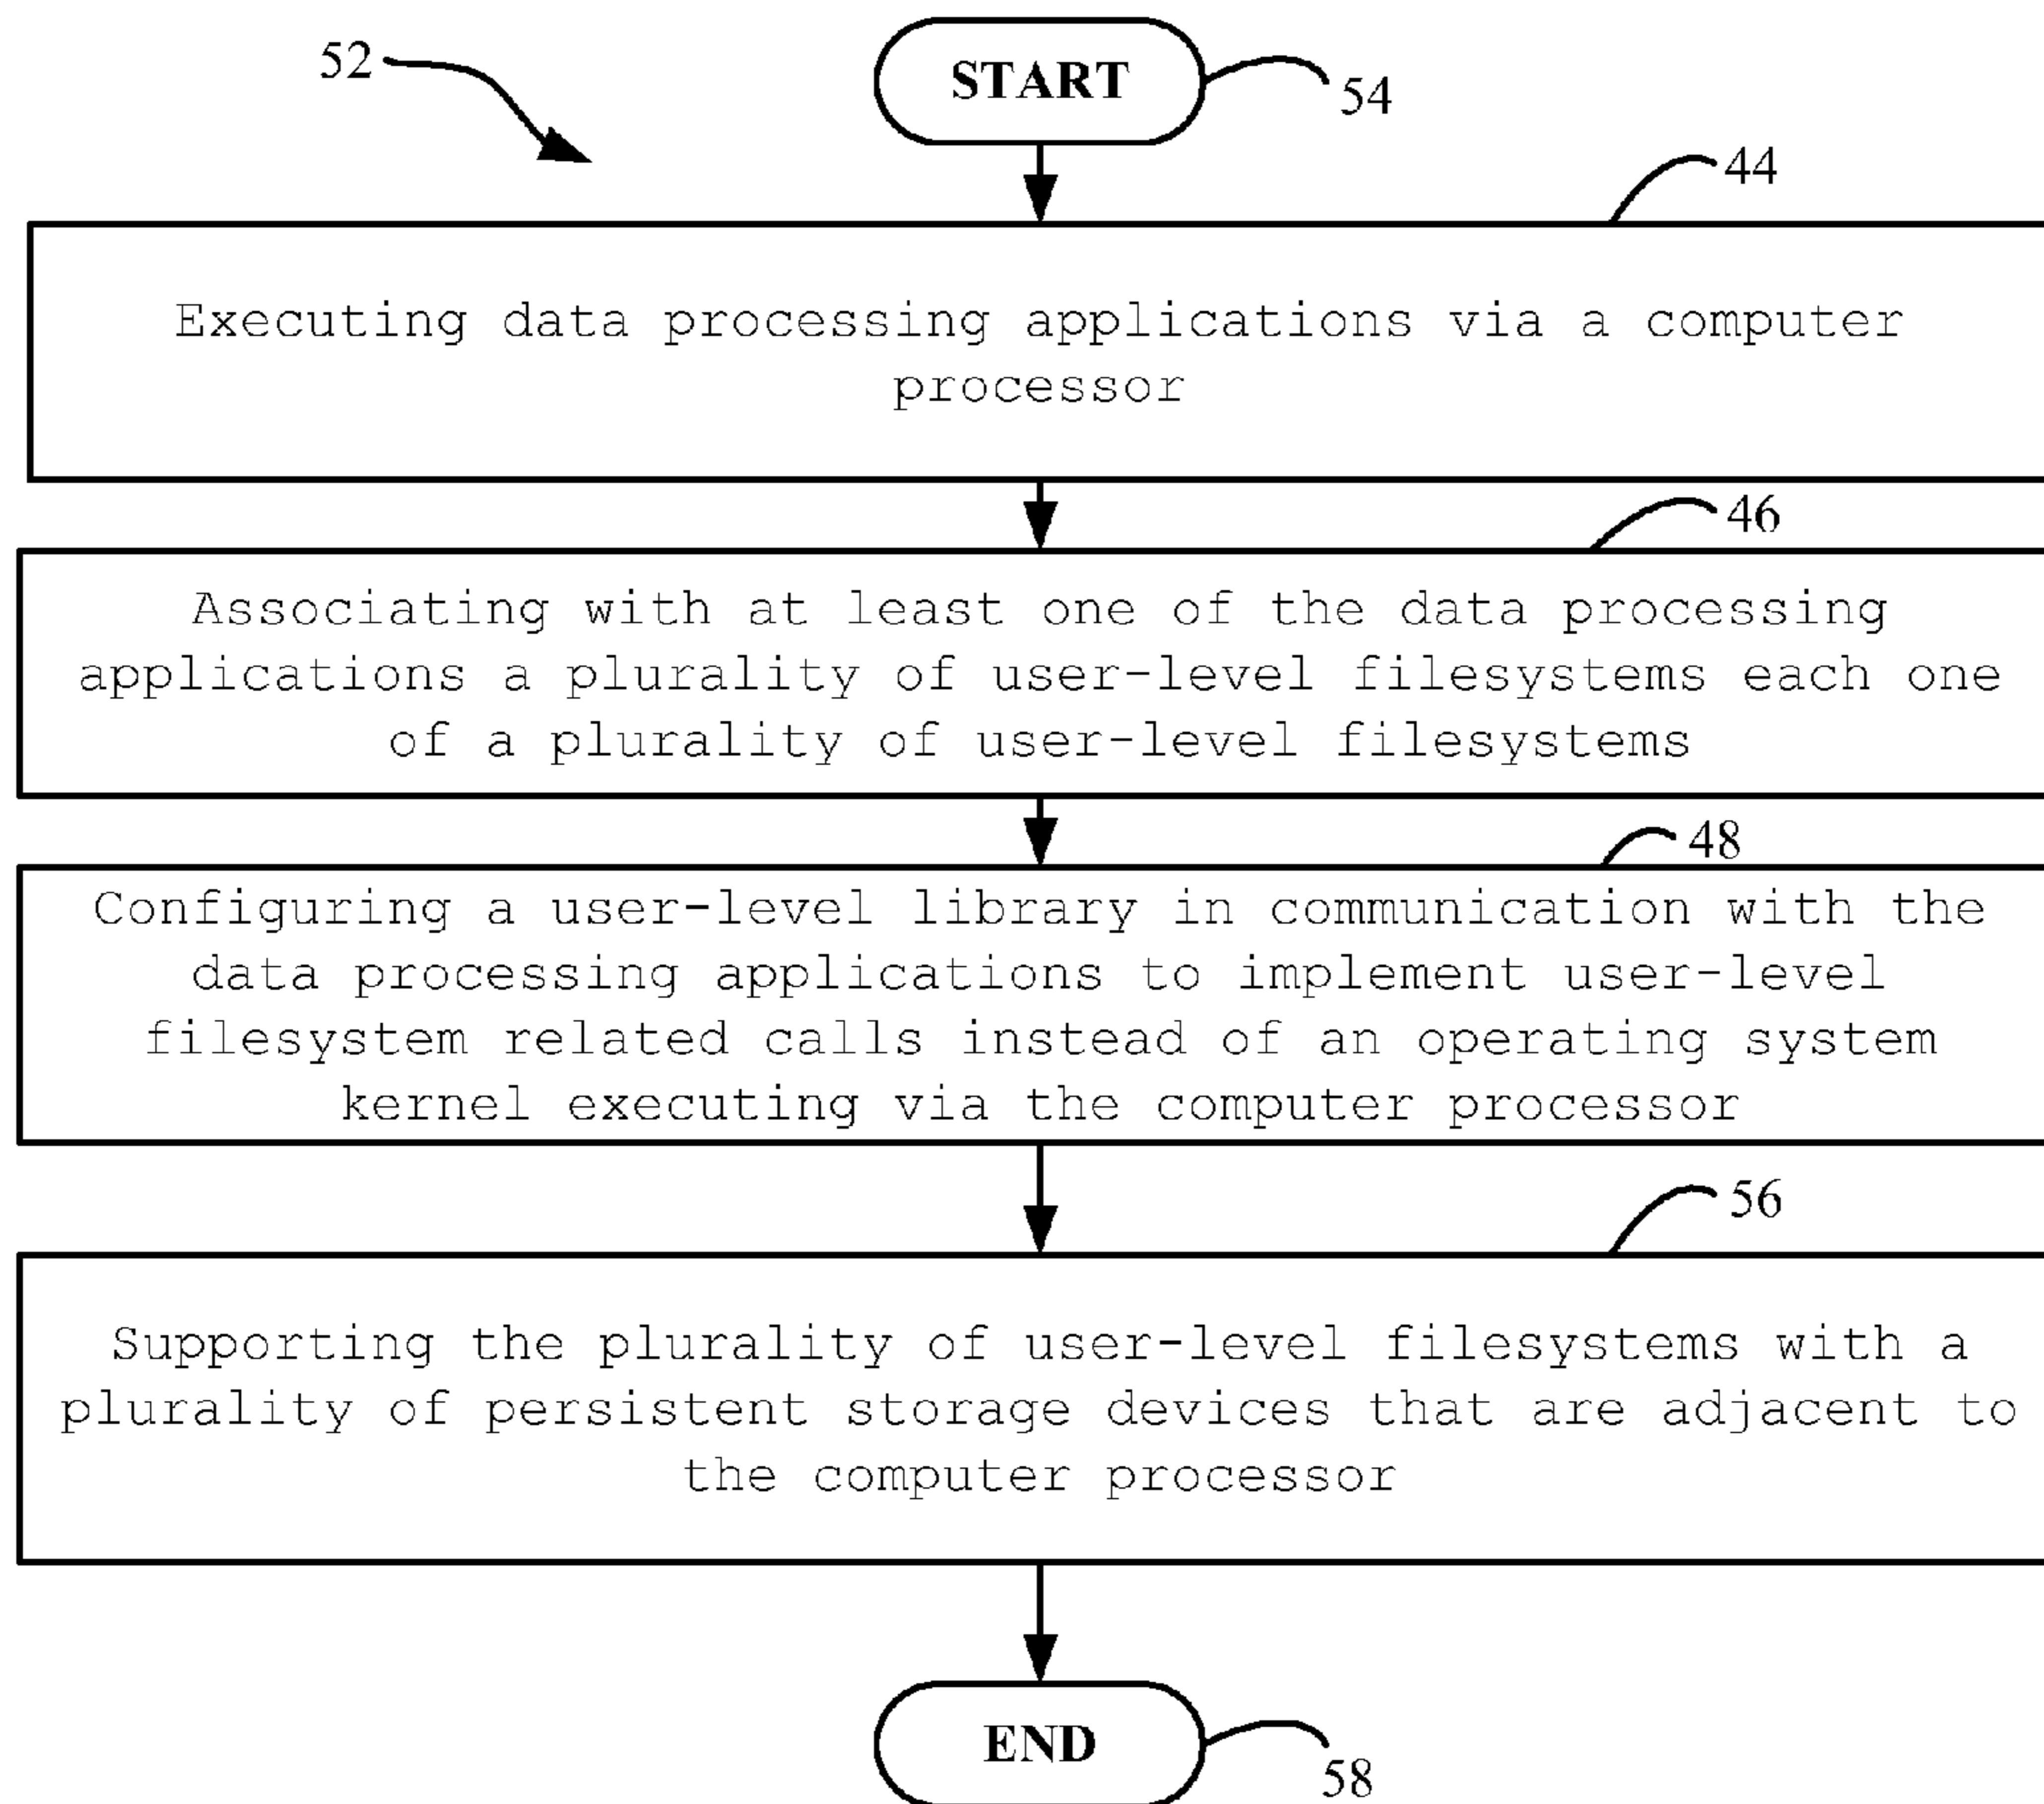 52
START
54
44
Executing data processing applications via a computer
processor
46
Associating with at least one of the data processing
applications a plurality of user-level filesystems each one
of a plurality of user-level filesystems
48
Configuring a user-level library in communication with the
data processing applications to implement user-level
filesystem related calls instead of an operating system
kernel executing via the computer processor
56
Supporting the plurality of user-level filesystems with a
plurality of persistent storage devices that are adjacent to
the computer processor
END
58